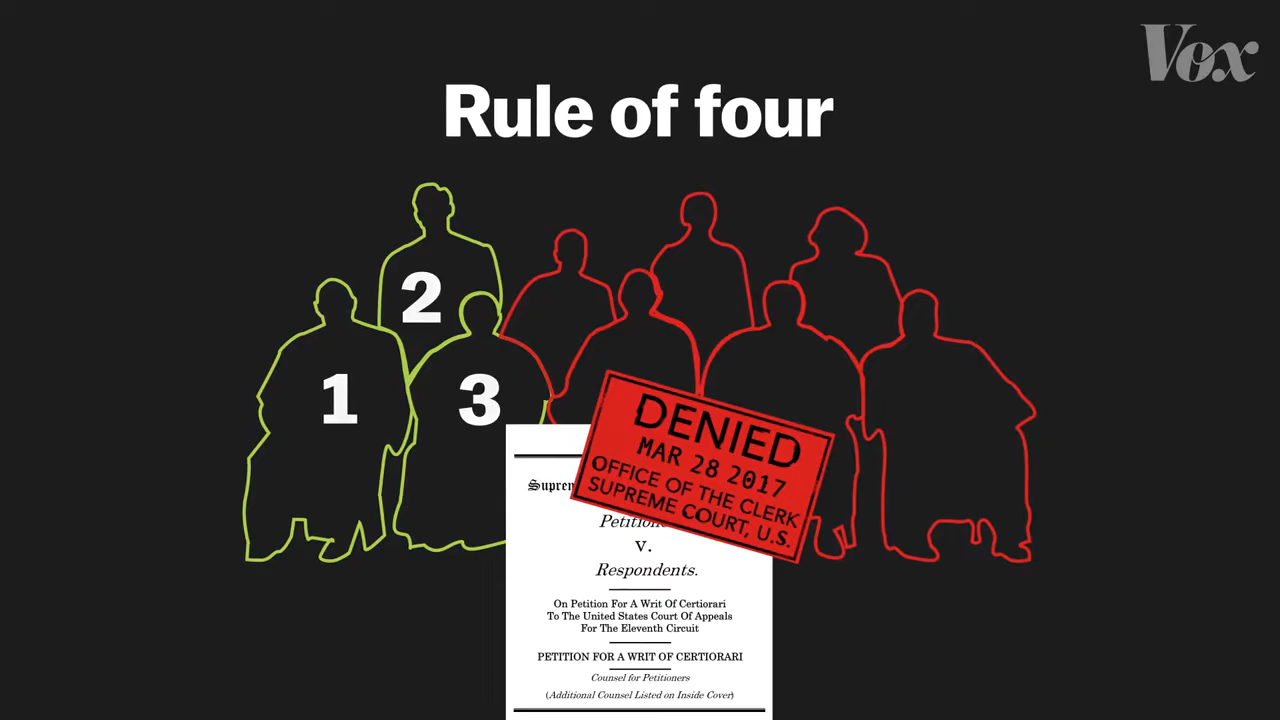 Vox
Rule of four
2
1
3
DENIED
MAR 28 2017
OFFICE OF THE CLERK
SUPREME COURT, U.S.
v.
Respondents.
On Petition For A Writ Of Certiorari
To The United States Court Of Appeals
For The Eleventh Circuit
PETITION FOR A WRIT OF CERTIORARI
Counsel for Petitioners
(Additional Counsel Listed on Inside Cover)